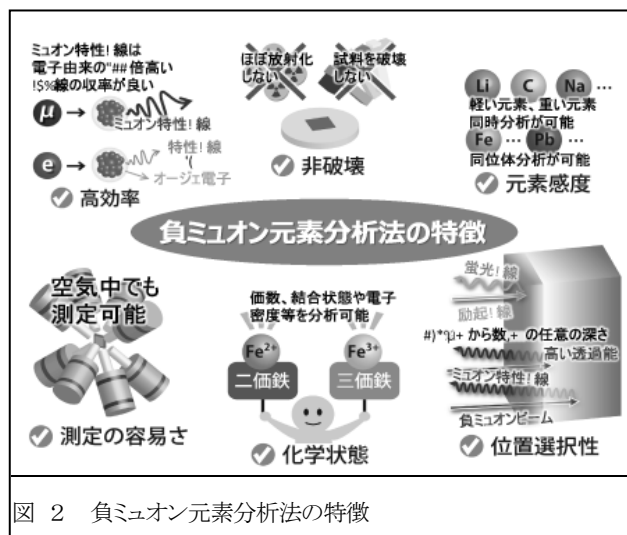 ミュオン特性!線は
電子由来の"##倍高い
!$%線の収率が良い
μ
ミュオン特性!線
e
特性!線
'(
オージェ電子
高効率
ほぼ放射化
しない
試料を破壊
しない
非破壊
Li C Na …
軽い元素、重い元素
同時分析が可能
Fe … Pb …
同位体分析が可能
元素感度
負ミュオン元素分析法の特徴
空気中でも
測定可能
測定の容易さ
価数、結合状態や電子
密度等を分析可能
Fe2+ Fe3+
二価鉄 三価鉄
化学状態
蛍光!線
励起!線
から数,+ の任意の深さ
高い透過能
ミュオン特性!線
負ミュオンビーム
位置選択性
図 2 負ミュオン元素分析法の特徴